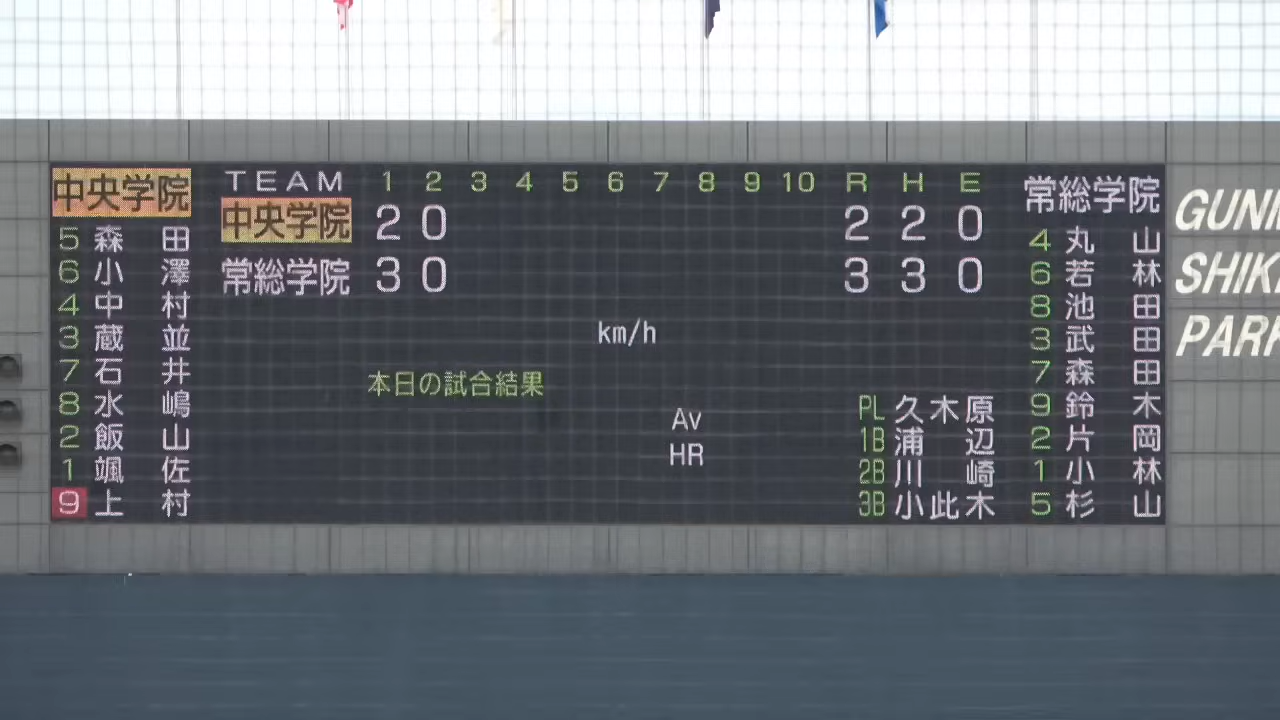 中央学院
5 森 田
6 小 澤
4 中 村
3 蔵 並
7 石 井
8 水 嶋
2 飯 山
1 颯 佐
9 上 村
TEAM 1 2 3 4 5 6 7 8 9 10 R H E
中央学院 2 0 2 2 0
常総学院 3 0 3 3 0
km/h
本日の試合結果
Av
HR
PL 久木原
1B 浦 辺
2B 川 崎
3B 小此木
常総学院
4 丸 山
6 若 林
8 池 田
3 武 田
7 森 田
9 鈴 木
2 片 岡
1 小 林
5 杉 山